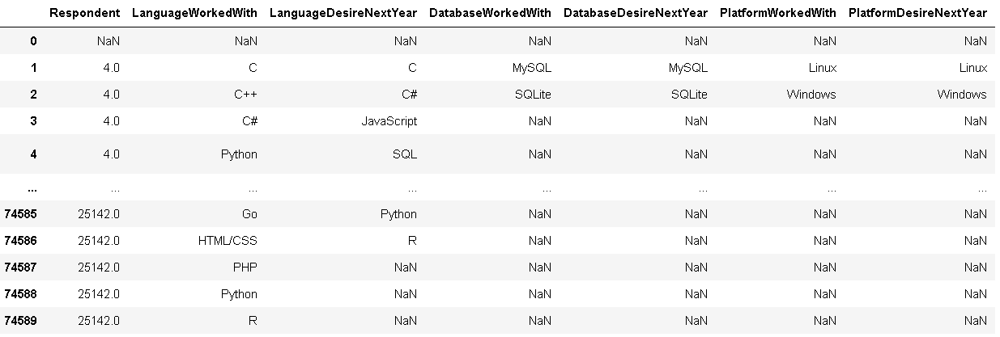 Respondent LanguageWorkedWith LanguageDesireNextYear DatabaseWorkedWith DatabaseDesireNextYear PlatformWorkedWith PlatformDesireNextYear
0 NaN NaN NaN NaN NaN NaN NaN
1 4.0 C C MySQL MySQL Linux Linux
2 4.0 C++ C# SQLite SQLite Windows Windows
3 4.0 C# JavaScript NaN NaN NaN NaN
4 4.0 Python SQL NaN NaN NaN NaN
... ... ... ... ... ... ... ...
74585 25142.0 Go Python NaN NaN NaN NaN
74586 25142.0 HTML/CSS R NaN NaN NaN NaN
74587 25142.0 PHP NaN NaN NaN NaN NaN
74588 25142.0 Python NaN NaN NaN NaN NaN
74589 25142.0 R NaN NaN NaN NaN NaN